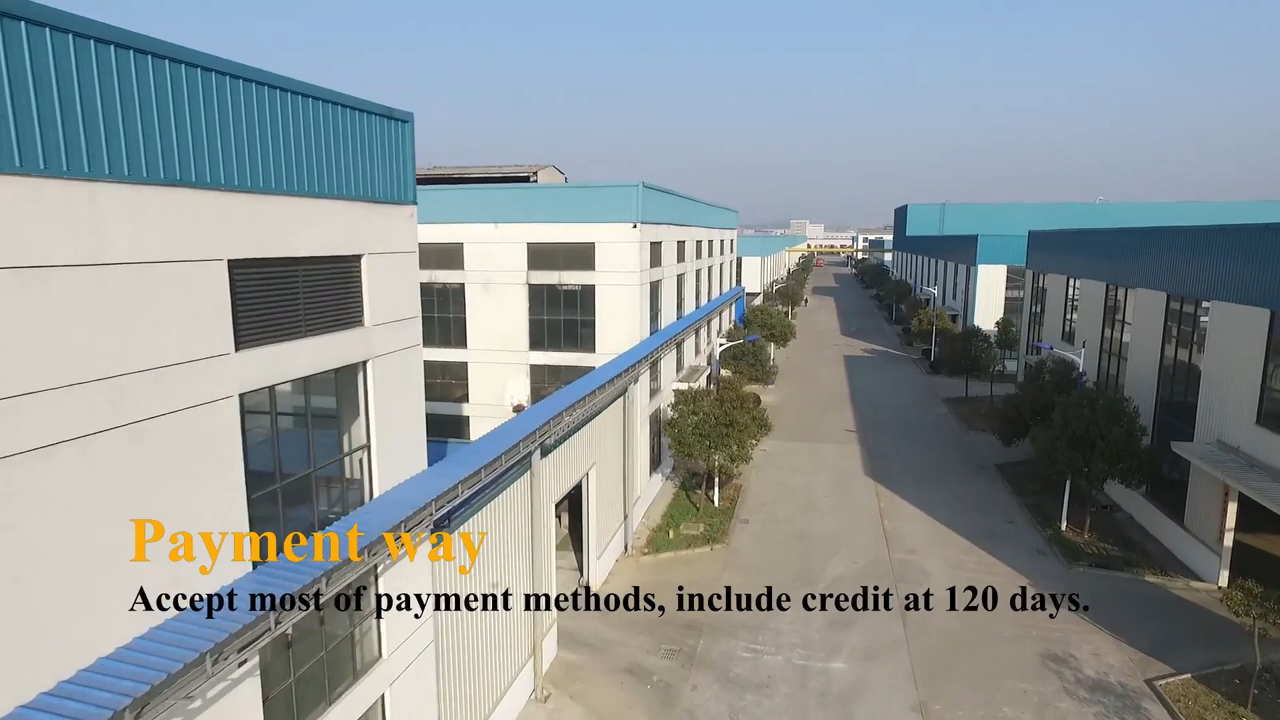 Payment way
Accept most of payment methods, include credit at 120 days.